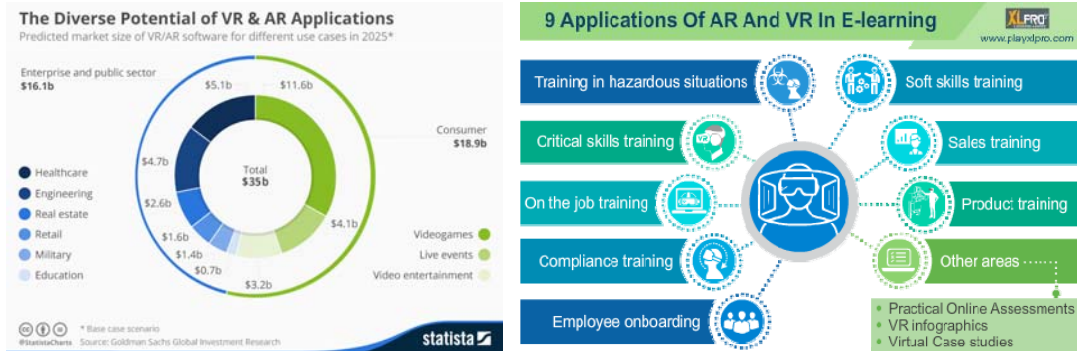 The Diverse Potential of VR & AR Applications
Predicted market size of VR/AR software for different use cases in 2025*
Enterprise and public sector
$16.1b
$5.1b
$11.6b
Consumer
$18.9b
$4.7b
Total
$35b
Healthcare
Engineering
Real estate
Retail
Military
Education
$2.6b
$1.6b
$1.4b
$0.7b
$3.2b
$4.1b
Videogames
Live events
Video entertainment
* Base case scenario
@StatistaCharts Source: Goldman Sachs Global Investment Research
statista
9 Applications Of AR And VR In E-learning
XLPRO
www.playxlpro.com
Training in hazardous situations
Soft skills training
Critical skills training
VR
Sales training
On the job training
Product training
Compliance training
Other areas
Employee onboarding
• Practical Online Assessments
• VR infographics
• Virtual Case studies